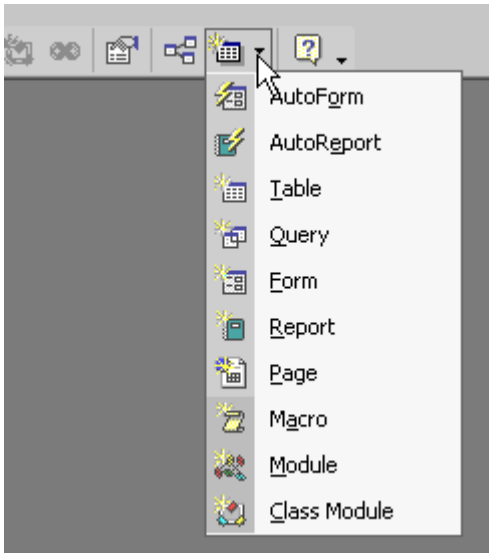 AutoForm
AutoReport
Table
Query
Form
Report
Page
Macro
Module
Class Module